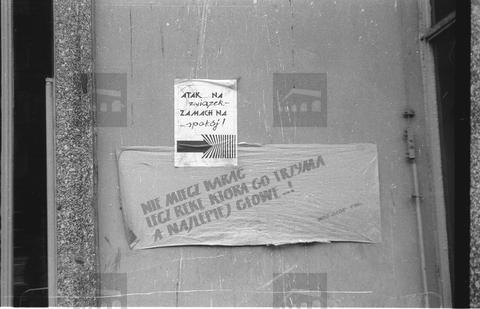 ATAK NA
związek-
ZAMACH NA
spokój!
NIE MIECZ KARAĆ
LECZ RĘKĘ KTÓRA GO TRZYMA
A NAJLEPIEJ GŁOWĘ...!